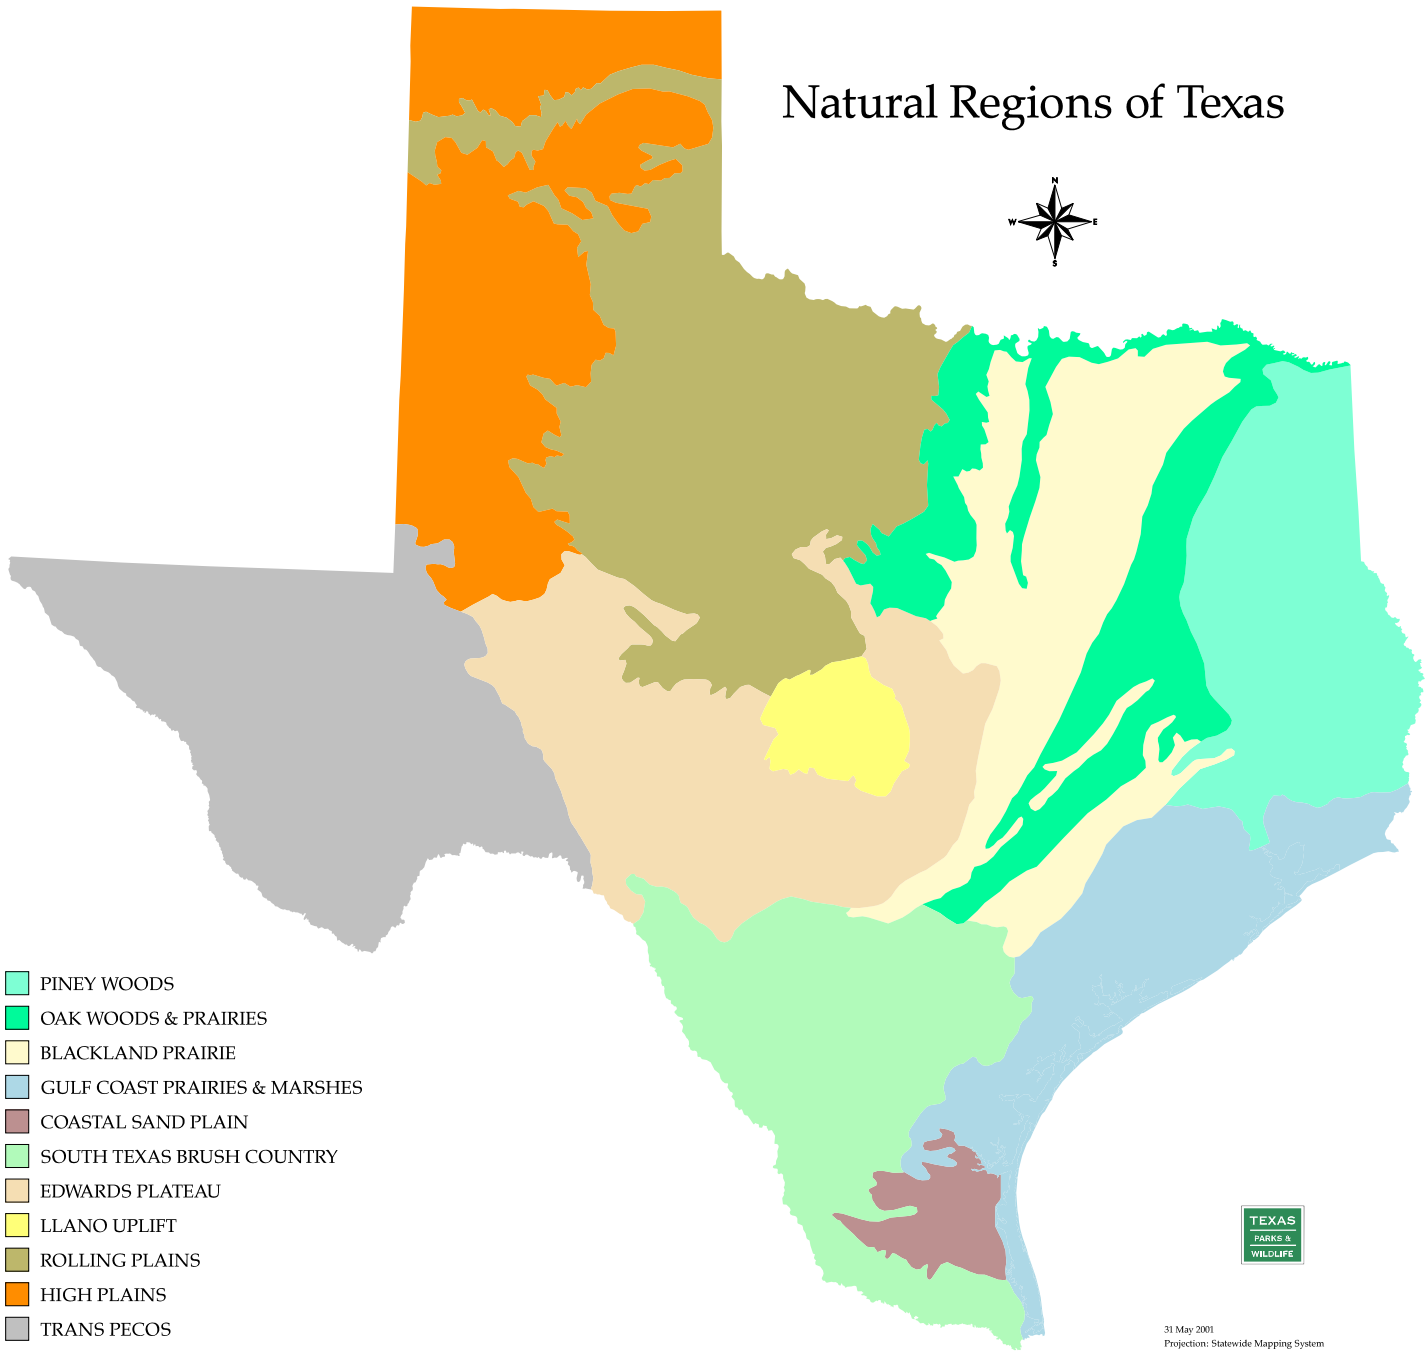 Natural Regions of Texas
N
W
E
S
PINEY WOODS
OAK WOODS & PRAIRIES
BLACKLAND PRAIRIE
GULF COAST PRAIRIES & MARSHES
COASTAL SAND PLAIN
SOUTH TEXAS BRUSH COUNTRY
EDWARDS PLATEAU
LLANO UPLIFT
ROLLING PLAINS
HIGH PLAINS
TRANS PECOS
TEXAS
PARKS &
WILDLIFE
31 May 2001
Projection: Statewide Mapping System